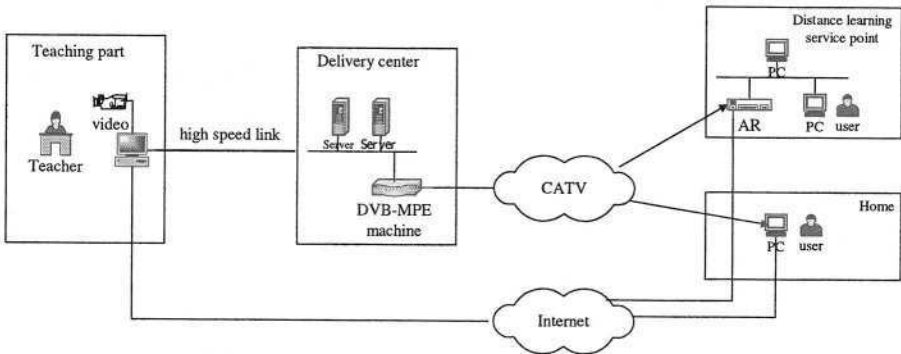 Teaching part
video
Teacher
high speed link
Delivery center
Server
Server
DVB-MPE
machine
CATV
Internet
Distance learning
service point
PC
AR
PC
user
Home
PC
user